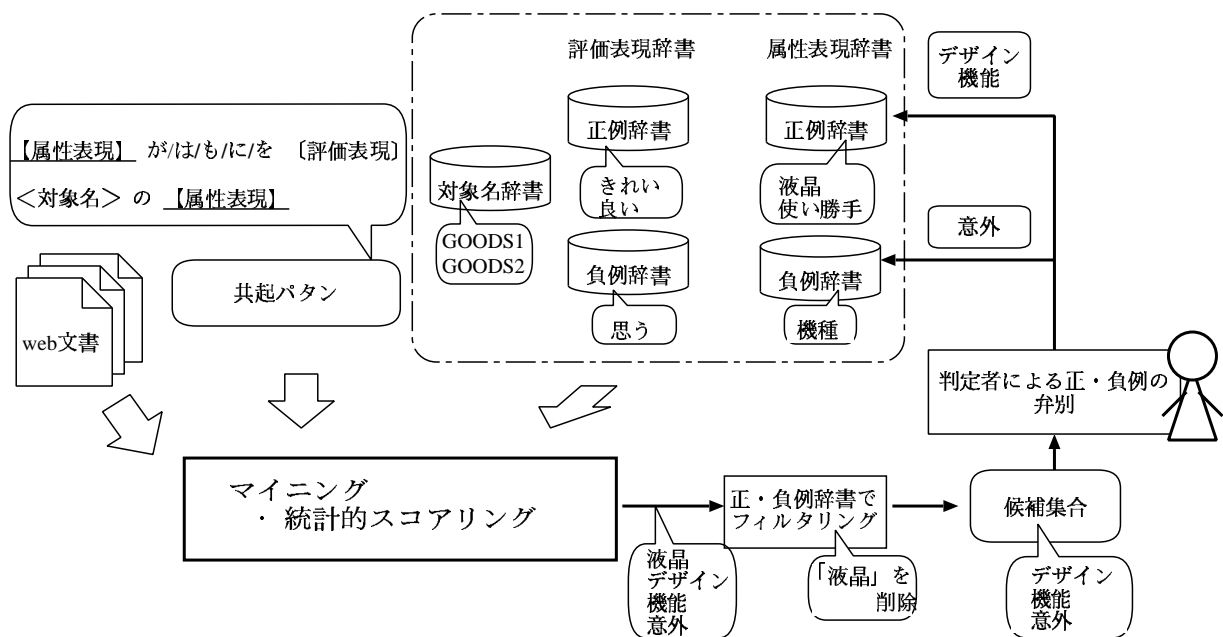 評価表現辞書
属性表現辞書
デザイン
機能
正例辞書
正例辞書
【属性表現】 が/は/も/に/を 〔評価表現〕
<対象名> の 【属性表現】
対象名辞書
きれい
良い
液晶
使い勝手
GOODS1
GOODS2
意外
負例辞書
負例辞書
共起パタン
思う
機種
web文書
判定者による正・負例の
弁別
マイニング
・ 統計的スコアリング
正・負例辞書で
フィルタリング
候補集合
液晶
デザイン
機能
意外
「液晶」を
削除
デザイン
機能
意外